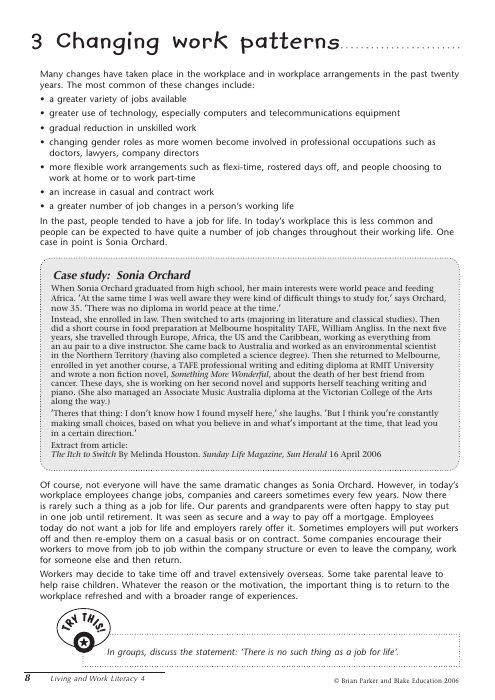 3 Changing work patterns
Many changes have taken place in the workplace and in workplace arrangements in the past twenty
years. The most common of these changes include:
• a greater variety of jobs available
• greater use of technology, especially computers and telecommunications equipment
• gradual reduction in unskilled work
• changing gender roles as more women become involved in professional occupations such as
doctors, lawyers, company directors
• more flexible work arrangements such as flexi-time, rostered days off, and people choosing to
work at home or to work part-time
• an increase in casual and contract work
• a greater number of job changes in a person's working life
In the past, people tended to have a job for life. In today's workplace this is less common and
people can be expected to have quite a number of job changes throughout their working life. One
case in point is Sonia Orchard.
Case study: Sonia Orchard
When Sonia Orchard graduated from high school, her main interests were world peace and feeding
Africa. 'At the same time I was well aware they were kind of difficult things to study for,' says Orchard,
now 35. 'There was no diploma in world peace at the time.'
Instead, she enrolled in law. Then switched to arts (majoring in literature and classical studies). Then
did a short course in food preparation at Melbourne hospitality TAFE, William Angliss. In the next five
years, she travelled through Europe, Africa, the US and the Caribbean, working as everything from
an au pair to a dive instructor. She came back to Australia and worked as an environmental scientist
in the Northern Territory (having also completed a science degree). Then she returned to Melbourne,
enrolled in yet another course, a TAFE professional writing and editing diploma at RMIT University
and wrote a non fiction novel, Something More Wonderful, about the death of her best friend from
cancer. These days, she is working on her second novel and supports herself teaching writing and
piano. (She also managed an Associate Music Australia diploma at the Victorian College of the Arts
along the way.)
'Theres that thing: I don't know how I found myself here,' she laughs. 'But I think you're constantly
making small choices, based on what you believe in and what's important at the time, that lead you
in a certain direction.'
Extract from article:
The Itch to Switch By Melinda Houston. Sunday Life Magazine, Sun Herald 16 April 2006
Of course, not everyone will have the same dramatic changes as Sonia Orchard. However, in today's
workplace employees change jobs, companies and careers sometimes every few years. Now there
is rarely such a thing as a job for life. Our parents and grandparents were often happy to stay put
in one job until retirement. It was seen as secure and a way to pay off a mortgage. Employees
today do not want a job for life and employers rarely offer it. Sometimes employers will put workers
off and then re-employ them on a casual basis or on contract. Some companies encourage their
workers to move from job to job within the company structure or even to leave the company, work
for someone else and then return.
Workers may decide to take time off and travel extensively overseas. Some take parental leave to
help raise children. Whatever the reason or the motivation, the important thing is to return to the
workplace refreshed and with a broader range of experiences.
TRY THIS!
In groups, discuss the statement: 'There is no such thing as a job for life'.
8 Living and Work Literacy 4
© Brian Parker and Blake Education 2006